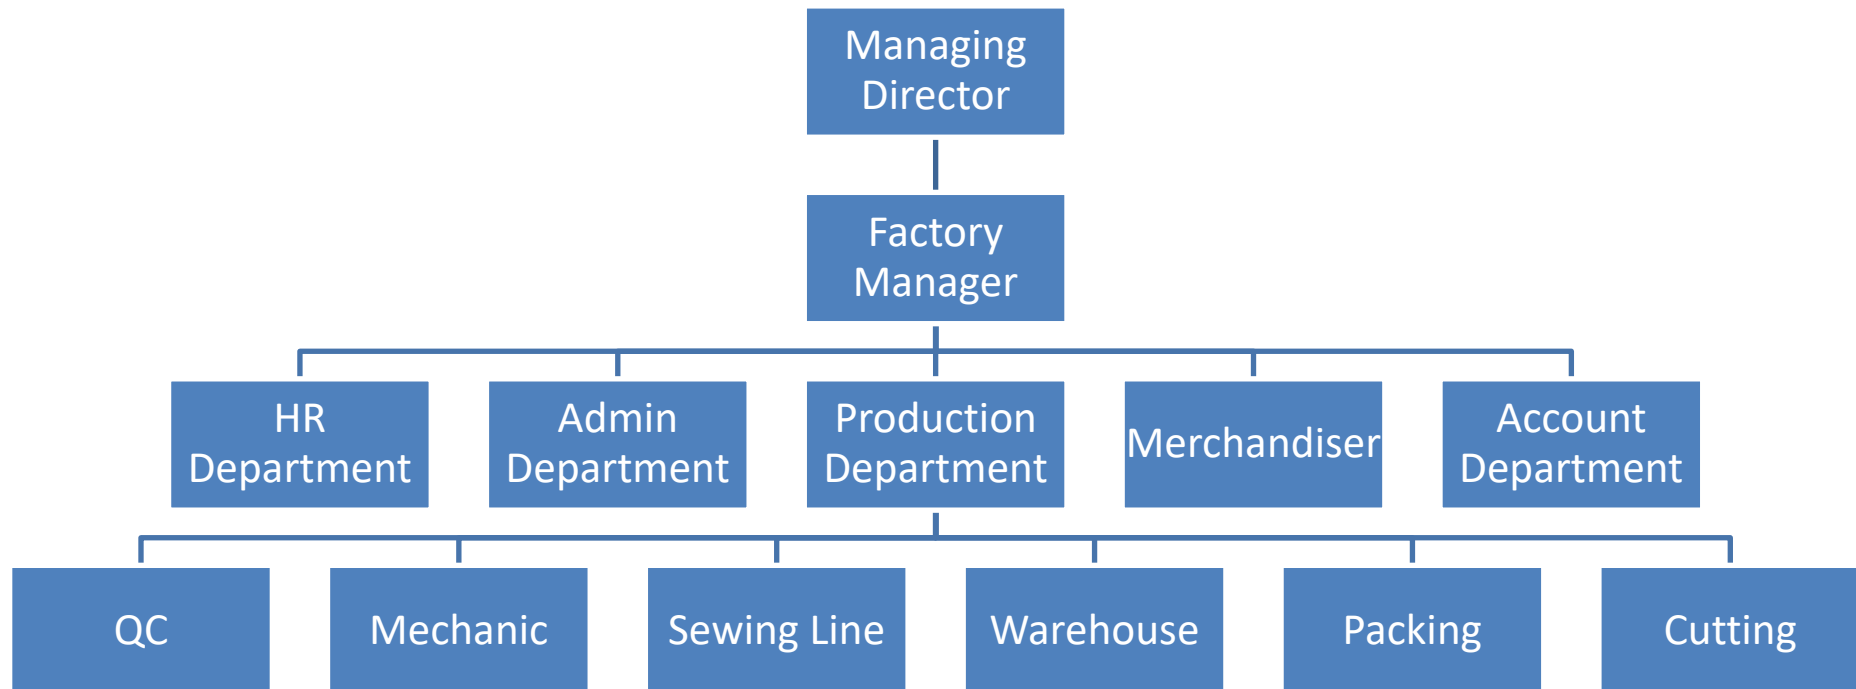 Managing
Director
Factory
Manager
HR
Department
Admin
Department
Production
Department
Merchandiser
Account
Department
QC
Mechanic
Sewing Line
Warehouse
Packing
Cutting